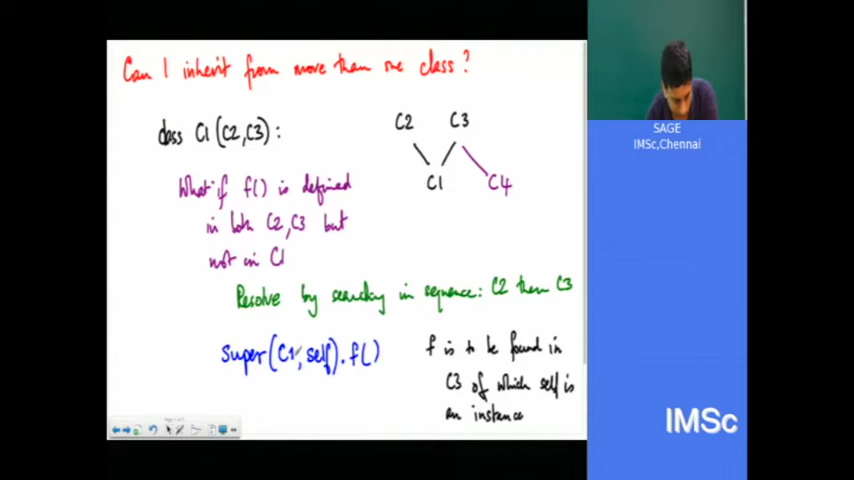 Can I inherit from more than one class?
class C1(C2,C3):
C2 C3
C1 C4
What if f() is defined
in both C2,C3 but
not in C1
Resolve by searching in sequence: C2 then C3
super(C1,self).f()
f is to be found in
C3 of which self is
an instance
SAGE
IMSc,Chennai
IMSc